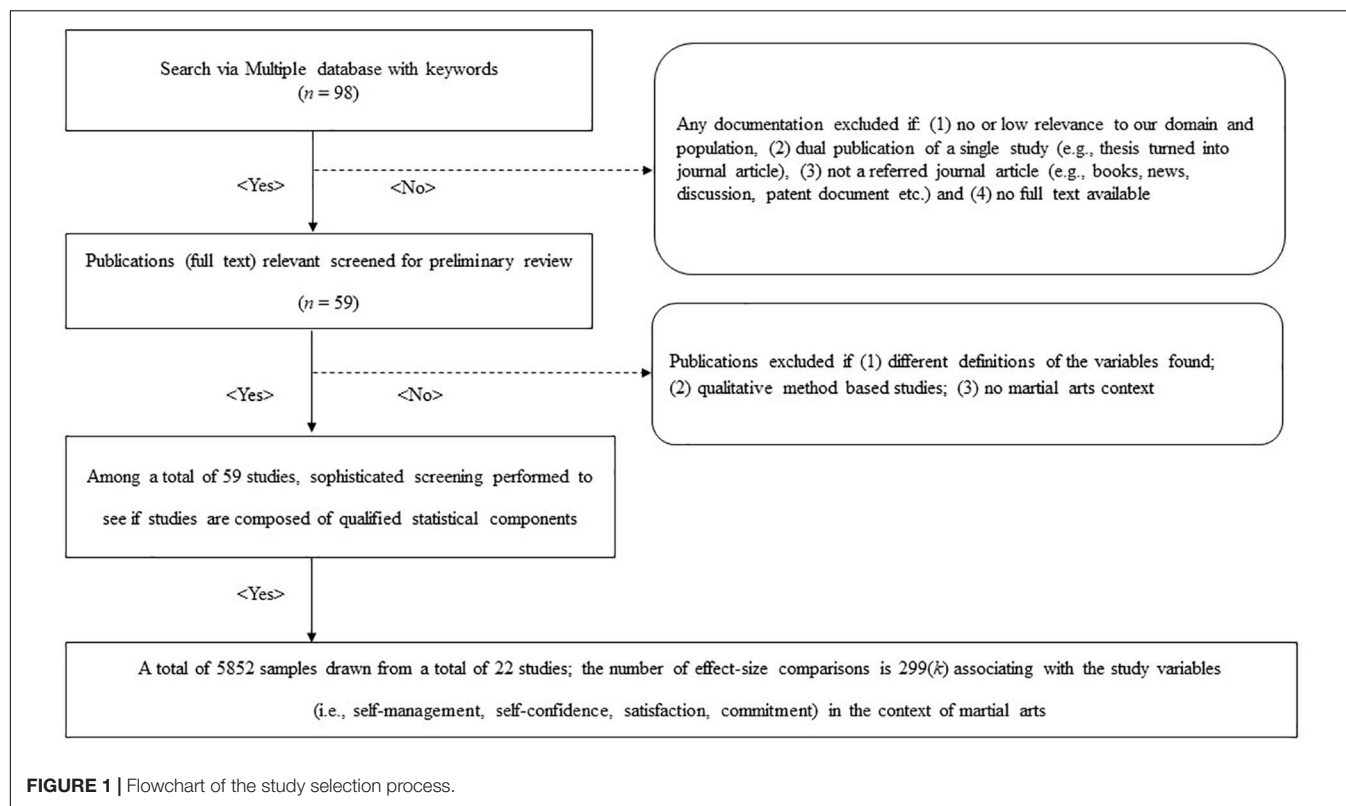 Search via Multiple database with keywords
(n = 98)
Any documentation excluded if: (1) no or low relevance to our domain and
population, (2) dual publication of a single study (e.g., thesis turned into
journal article), (3) not a referred journal article (e.g., books, news,
discussion, patent document etc.) and (4) no full text available
<Yes>
<No>
Publications (full text) relevant screened for preliminary review
(n = 59)
Publications excluded if (1) different definitions of the variables found;
(2) qualitative method based studies; (3) no martial arts context
<Yes>
<No>
Among a total of 59 studies, sophisticated screening performed to
see if studies are composed of qualified statistical components
<Yes>
A total of 5852 samples drawn from a total of 22 studies; the number of effect-size comparisons is 299(k) associating with the study variables
(i.e., self-management, self-confidence, satisfaction, commitment) in the context of martial arts
FIGURE 1 | Flowchart of the study selection process.